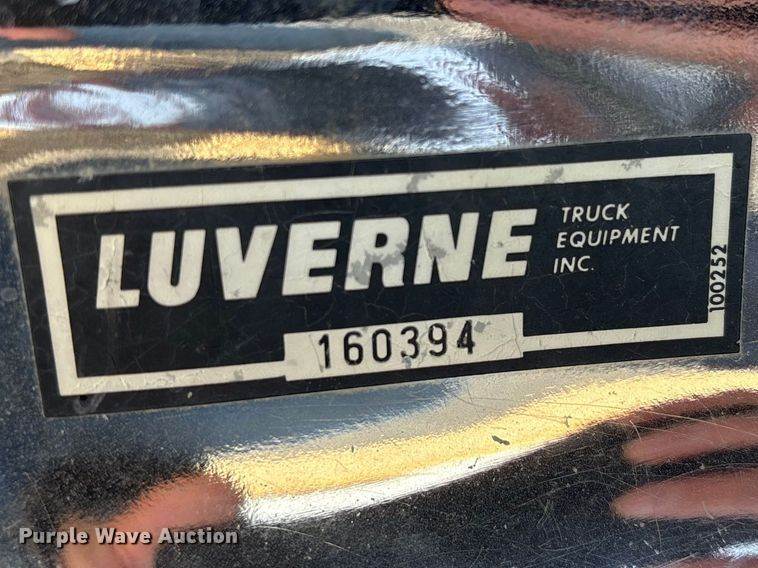 LUVERNE
TRUCK
EQUIPMENT
INC.
160394
100252
Purple Wave Auction